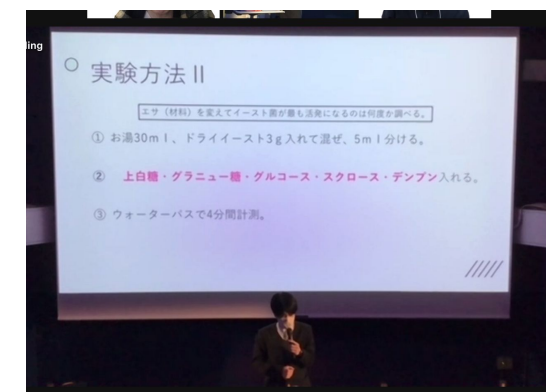 ding
実験方法Ⅱ
エサ（材料）を変えてイースト菌が最も活発になるのは何度か調べる。
① お湯30ｍｌ、ドライイースト3ｇ入れて混ぜ、5ｍｌ分ける。
② 上白糖・グラニュー糖・グルコース・スクロース・デンプン入れる。
③ ウォーターバスで4分間計測。